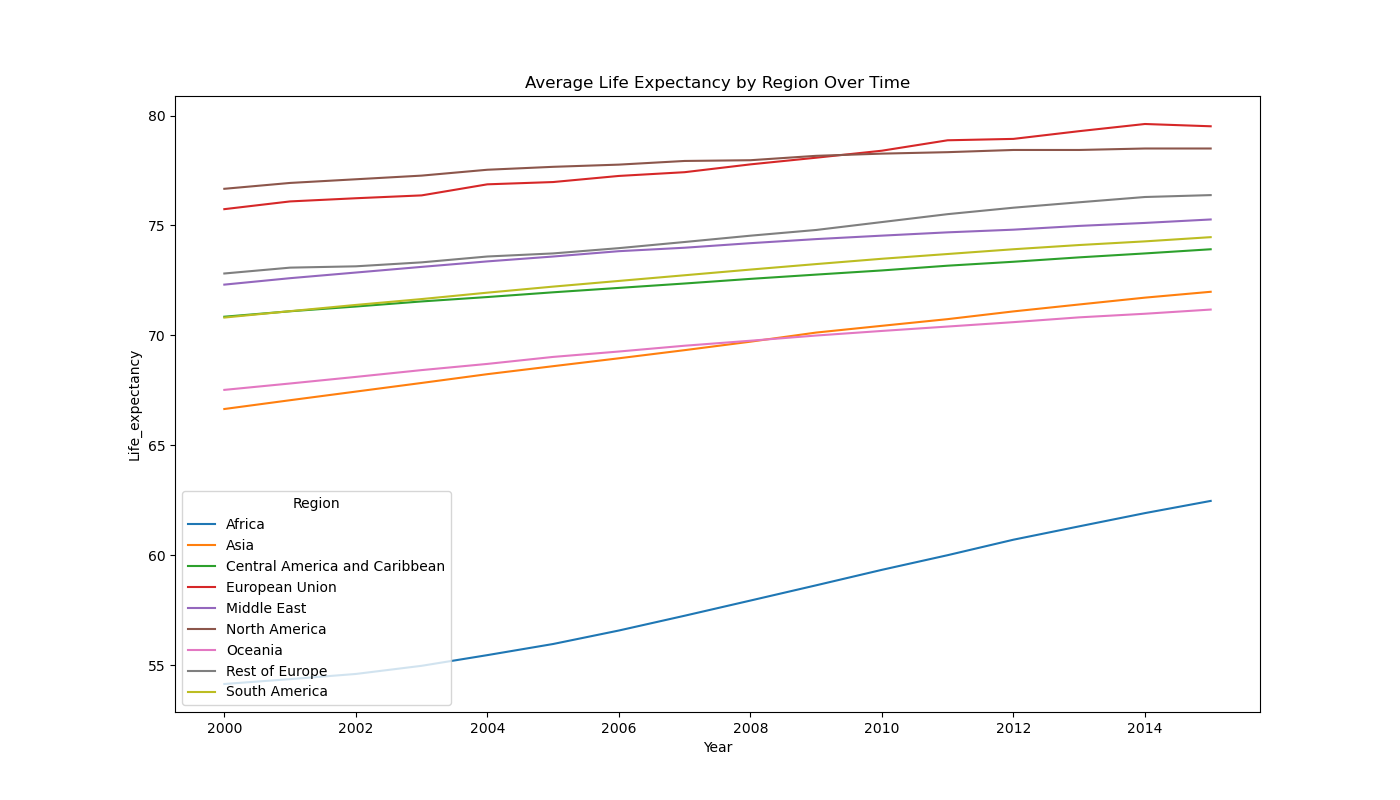 Average Life Expectancy by Region Over Time
80
75
70
65
60
55
Life_expectancy
Region
Africa
Asia
Central America and Caribbean
European Union
Middle East
North America
Oceania
Rest of Europe
South America
2000 2002 2004 2006 2008 2010 2012 2014
Year